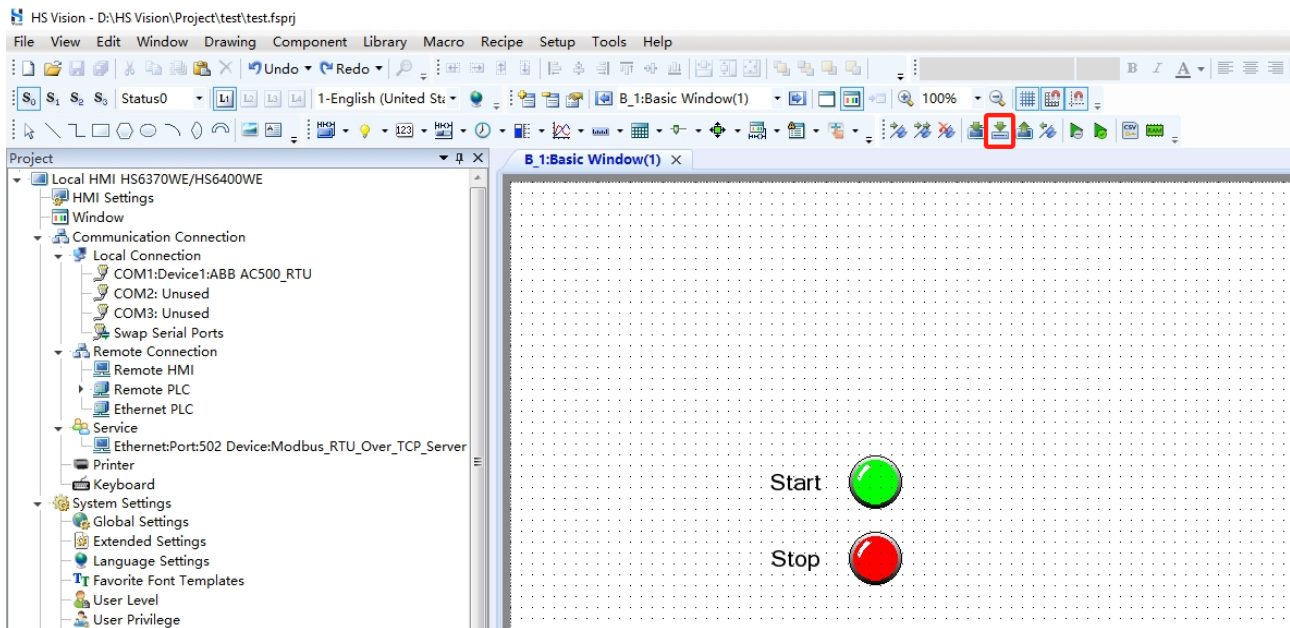 HS Vision - D:\HS Vision\Project\test\test.fsprj
File View Edit Window Drawing Component Library Macro Recipe Setup Tools Help
Undo Redo B I A
S0 S1 S2 S3 Status0 L1 L2 L3 L4 1-English (United Sta B_1:Basic Window(1) 100%
123 CSV RAM
Project
B_1:Basic Window(1)
Local HMI HS6370WE/HS6400WE
HMI Settings
Window
Communication Connection
Local Connection
COM1:Device1:ABB AC500_RTU
COM2: Unused
COM3: Unused
Swap Serial Ports
Remote Connection
Remote HMI
Remote PLC
Ethernet PLC
Service
Ethernet:Port:502 Device:Modbus_RTU_Over_TCP_Server
Printer
Keyboard
System Settings
Global Settings
Extended Settings
Language Settings
Favorite Font Templates
User Level
User Privilege
Start
Stop